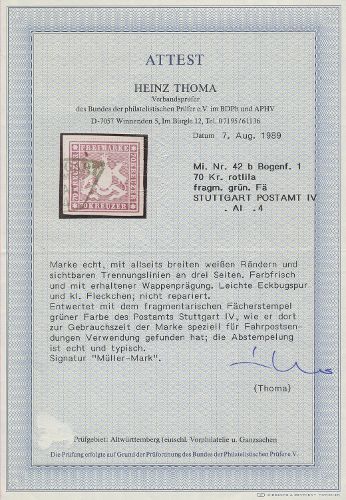 ATTEST
HEINZ THOMA
Verbandsprüfer
des Bundes der philatelistischen Prüfer e.V. im BDPh und APHV
D-7057 Winnenden 5, Im Bürgle 12, Tel. 07195/61136
Datum 7. Aug. 1989
FREIMARKE
70 KREUZER
Mi. Nr. 42 b Bogenf. 1
70 Kr. rotlila
fragm. grün. Fä
STUTTGART POSTAMT IV
. AI .4
Marke echt, mit allseits breiten weißen Rändern und
sichtbaren Trennungslinien an drei Seiten. Farbfrisch
und mit erhaltener Wappenprägung. Leichte Eckbugspur
und kl. Fleckchen; nicht repariert.
Entwertet mit dem fragmentarischen Fächerstempel
grüner Farbe des Postamts Stuttgart IV., wie er dort
zur Gebrauchszeit der Marke speziell für Fahrpostsen-
dungen Verwendung gefunden hat; die Abstempelung
ist echt und typisch.
Signatur "Müller-Mark".
(Thoma)
Prüfgebiet: Altwürttemberg einschl. Vorphilatelie u. Ganzsachen
Die Prüfung erfolgte auf Grund der Prüfordnung des Bundes der Philatelistischen Prüfer e.V.